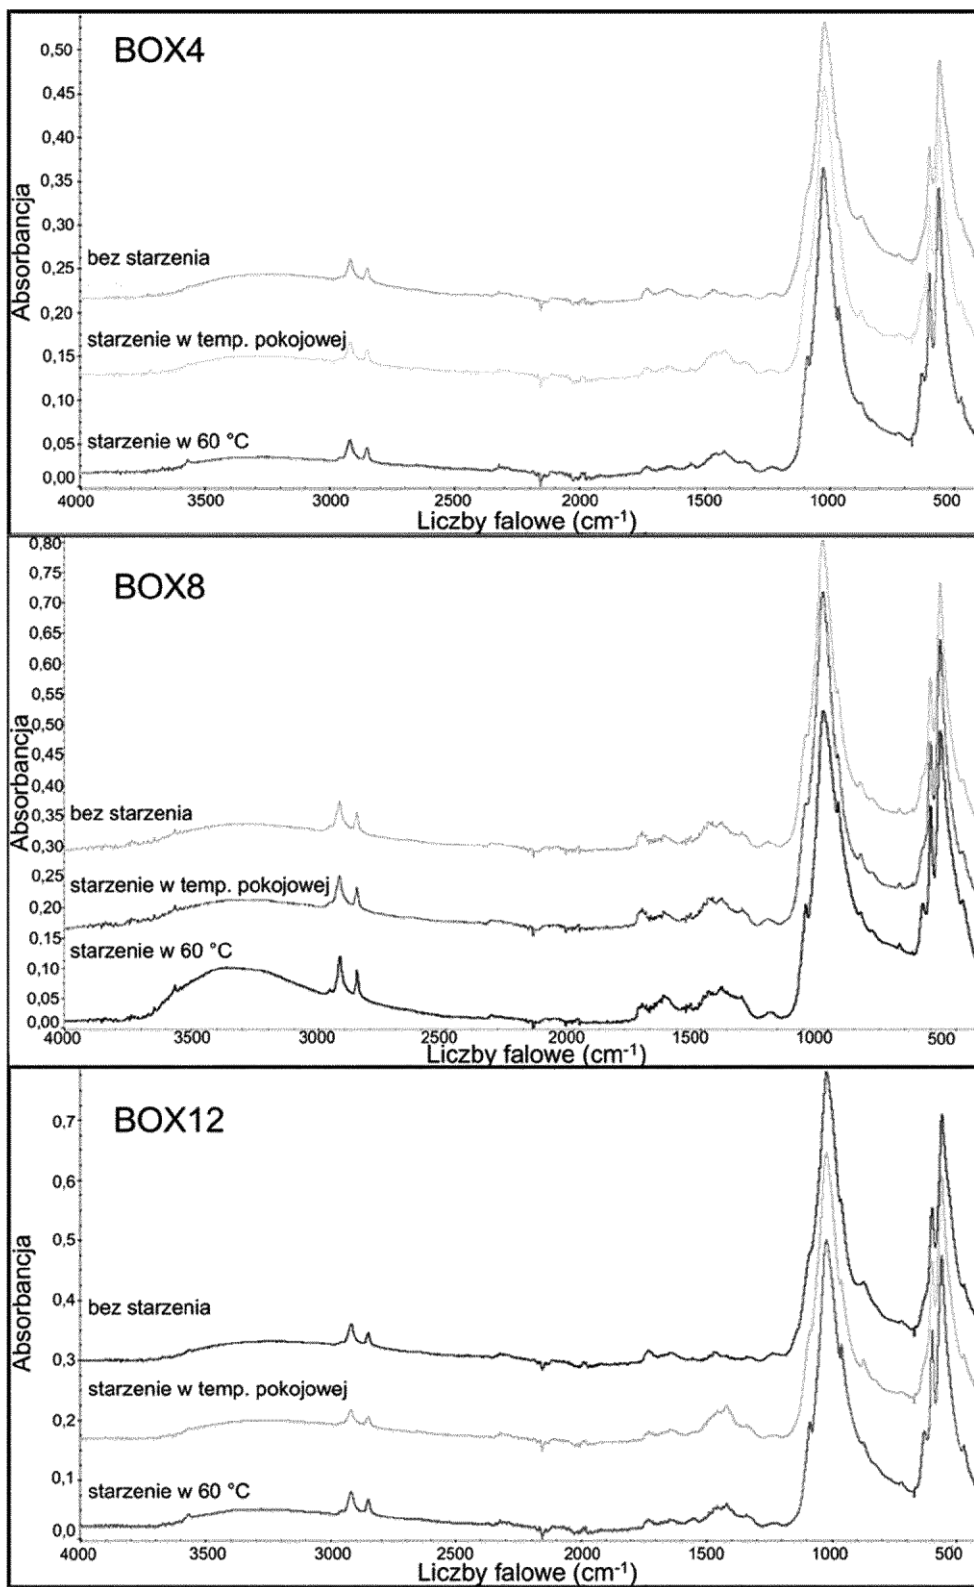 BOX4
Absorbancja
0,50
0,45
0,40
0,35
0,30
0,25
0,20
0,15
0,10
0,05
0,00
bez starzenia
starzenie w temp. pokojowej
starzenie w 60 °C
4000 3500 3000 2500 2000 1500 1000 500
Liczby falowe (cm-1)
BOX8
Absorbancja
0,80
0,75
0,70
0,65
0,60
0,55
0,50
0,45
0,40
0,35
0,30
0,25
0,20
0,15
0,10
0,05
0,00
bez starzenia
starzenie w temp. pokojowej
starzenie w 60 °C
4000 3500 3000 2500 2000 1500 1000 500
Liczby falowe (cm-1)
BOX12
Absorbancja
0,7
0,6
0,5
0,4
0,3
0,2
0,1
0,0
bez starzenia
starzenie w temp. pokojowej
starzenie w 60 °C
4000 3500 3000 2500 2000 1500 1000 500
Liczby falowe (cm-1)